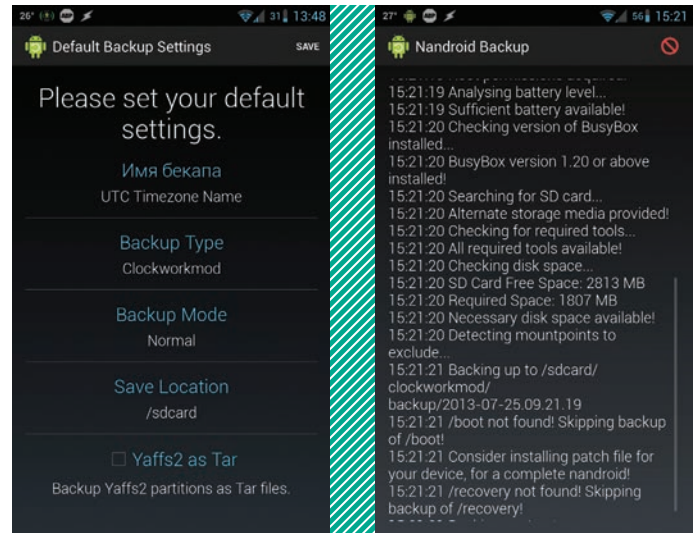 26° ABP 31 13:48
Default Backup Settings SAVE
Please set your default
settings.
Имя бекапа
UTC Timezone Name
Backup Type
Clockworkmod
Backup Mode
Normal
Save Location
/sdcard
Yaffs2 as Tar
Backup Yaffs2 partitions as Tar files.
27° ABP 56 15:21
Nandroid Backup
15:21:19 Analysing battery level...
15:21:19 Sufficient battery available!
15:21:20 Checking version of BusyBox
installed...
15:21:20 BusyBox version 1.20 or above
installed!
15:21:20 Searching for SD card...
15:21:20 Alternate storage media provided!
15:21:20 Checking for required tools...
15:21:20 All required tools available!
15:21:20 Checking disk space...
15:21:20 SD Card Free Space: 2813 MB
15:21:20 Required Space: 1807 MB
15:21:20 Necessary disk space available!
15:21:20 Detecting mountpoints to
exclude...
15:21:21 Backing up to /sdcard/
clockworkmod/
backup/2013-07-25.09.21.19
15:21:21 /boot not found! Skipping backup
of /boot!
15:21:21 Consider installing patch file for
your device, for a complete nandroid!
15:21:21 /recovery not found! Skipping
backup of /recovery!